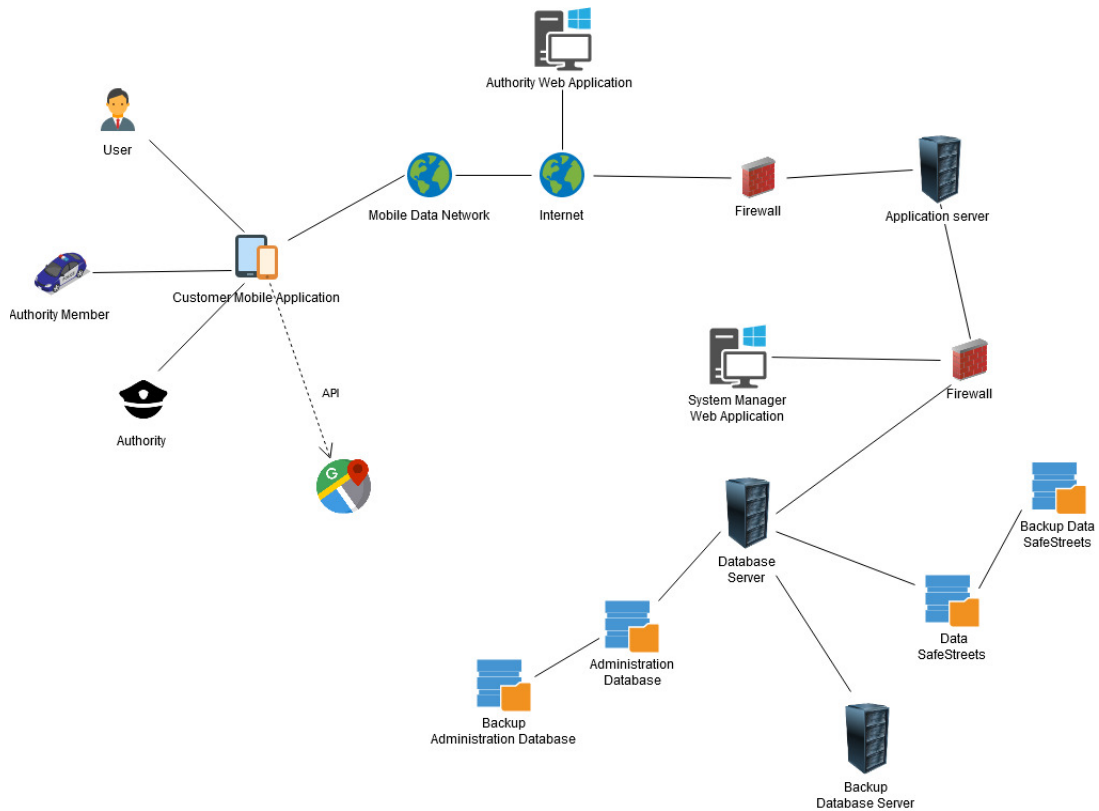 Authority Web Application
User
Mobile Data Network
Internet
Firewall
Application server
Customer Mobile Application
Authority Member
API
Authority
G
System Manager
Web Application
Firewall
Database
Server
Backup Data
SafeStreets
Data
SafeStreets
Administration
Database
Backup
Administration Database
Backup
Database Server